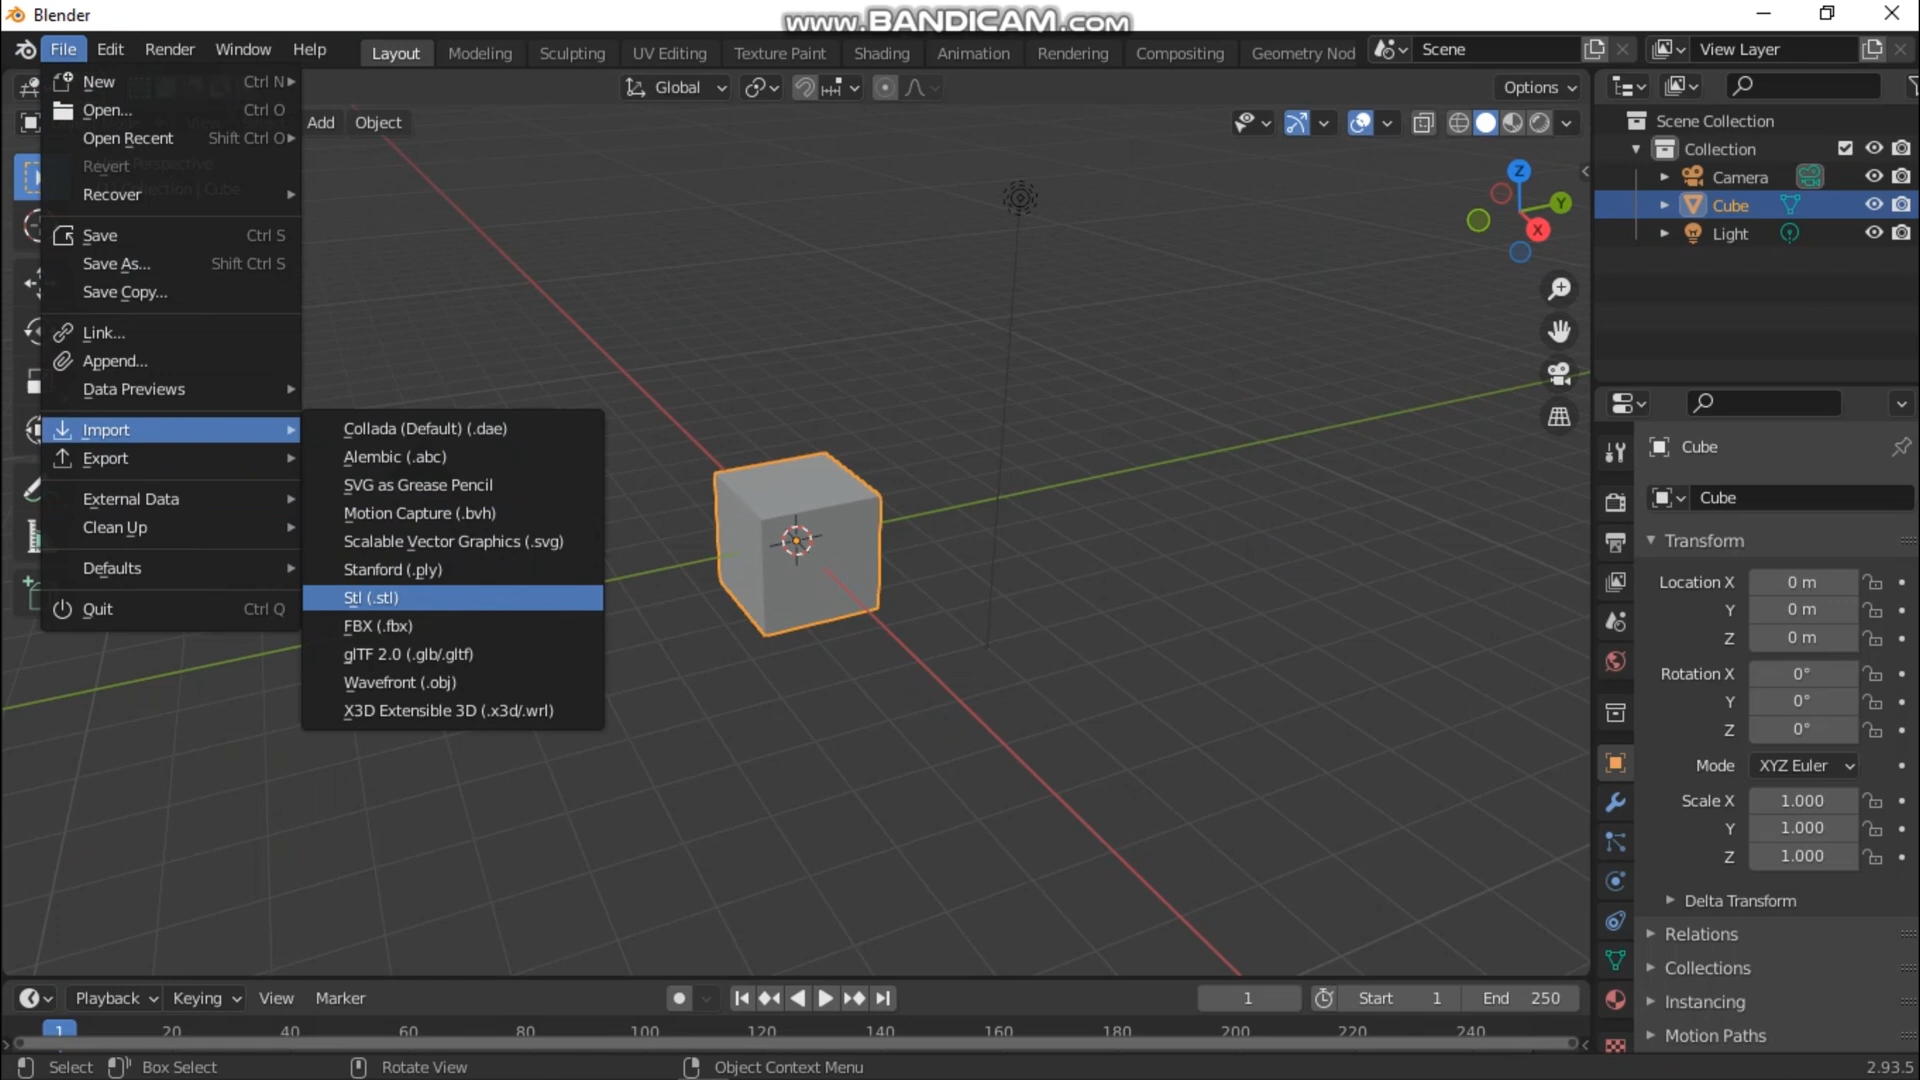 Blender
www.BANDICAM.com
File Edit Render Window Help
Layout Modeling Sculpting UV Editing Texture Paint Shading Animation Rendering Compositing Geometry Nod
Scene
View Layer
Global
Options
Add Object
New Ctrl N
Open... Ctrl O
Open Recent Shift Ctrl O
Revert
Recover
Save Ctrl S
Save As... Shift Ctrl S
Save Copy...
Link...
Append...
Data Previews
Import
Export
External Data
Clean Up
Defaults
Quit Ctrl Q
Collada (Default) (.dae)
Alembic (.abc)
SVG as Grease Pencil
Motion Capture (.bvh)
Scalable Vector Graphics (.svg)
Stanford (.ply)
Stl (.stl)
FBX (.fbx)
glTF 2.0 (.glb/.gltf)
Wavefront (.obj)
X3D Extensible 3D (.x3d/.wrl)
Z
Y
X
Scene Collection
Collection
Camera
Cube
Light
Cube
Cube
Transform
Location X 0 m
Y 0 m
Z 0 m
Rotation X 0°
Y 0°
Z 0°
Mode XYZ Euler
Scale X 1.000
Y 1.000
Z 1.000
Delta Transform
Relations
Collections
Instancing
Motion Paths
Playback Keying View Marker
1 Start 1 End 250
1 20 40 60 80 100 120 140 160 180 200 220 240
Select Box Select Rotate View Object Context Menu 2.93.5